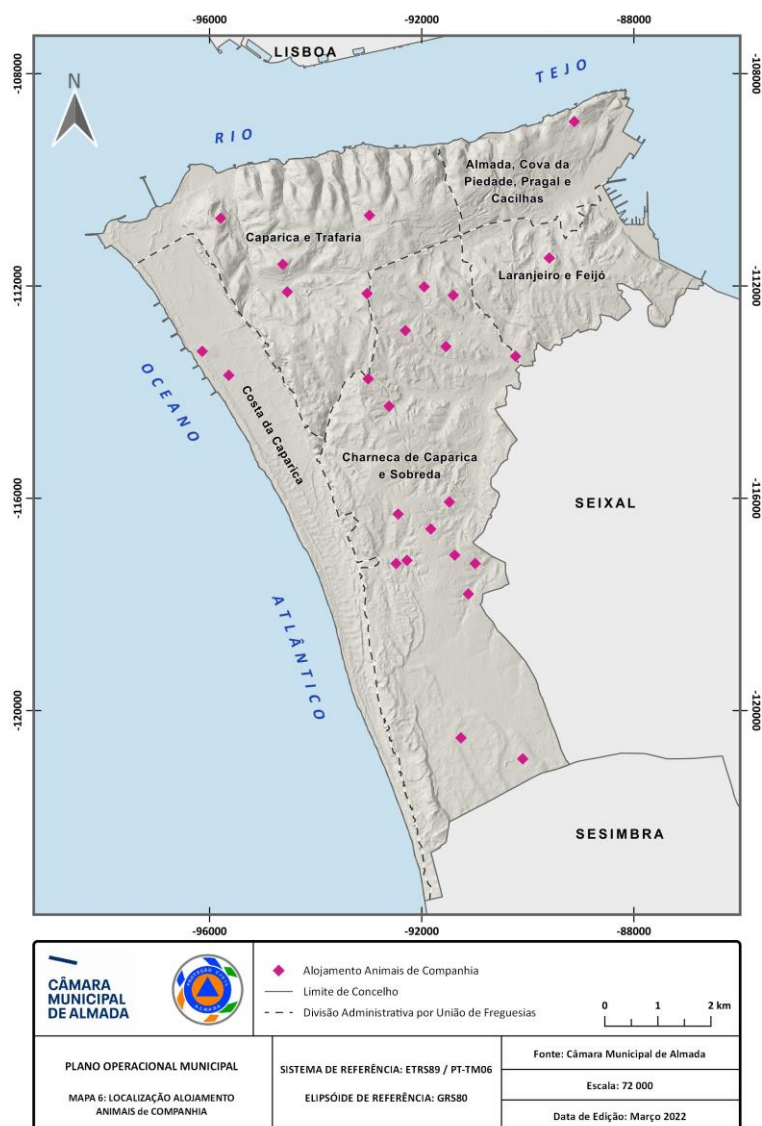 -96000
-92000
-88000
LISBOA
-108000
-108000
N
TEJO
RIO
Almada, Cova da
Piedade, Pragal e
Cacilhas
Caparica e Trafaria
Laranjeiro e Feijó
-112000
-112000
OCEANO
Costa da Caparica
Charneca de Caparica
e Sobreda
-116000
-116000
SEIXAL
ATLÂNTICO
-120000
-120000
SESIMBRA
-96000
-92000
-88000
CÂMARA
MUNICIPAL
DE ALMADA
PROTEÇÃO CIVIL
ALMADA
Alojamento Animais de Companhia
Limite de Concelho
Divisão Administrativa por União de Freguesias
0 1 2 km
PLANO OPERACIONAL MUNICIPAL
MAPA 6: LOCALIZAÇÃO ALOJAMENTO
ANIMAIS de COMPANHIA
SISTEMA DE REFERÊNCIA: ETRS89 / PT-TM06
ELIPSÓIDE DE REFERÊNCIA: GRS80
Fonte: Câmara Municipal de Almada
Escala: 72 000
Data de Edição: Março 2022